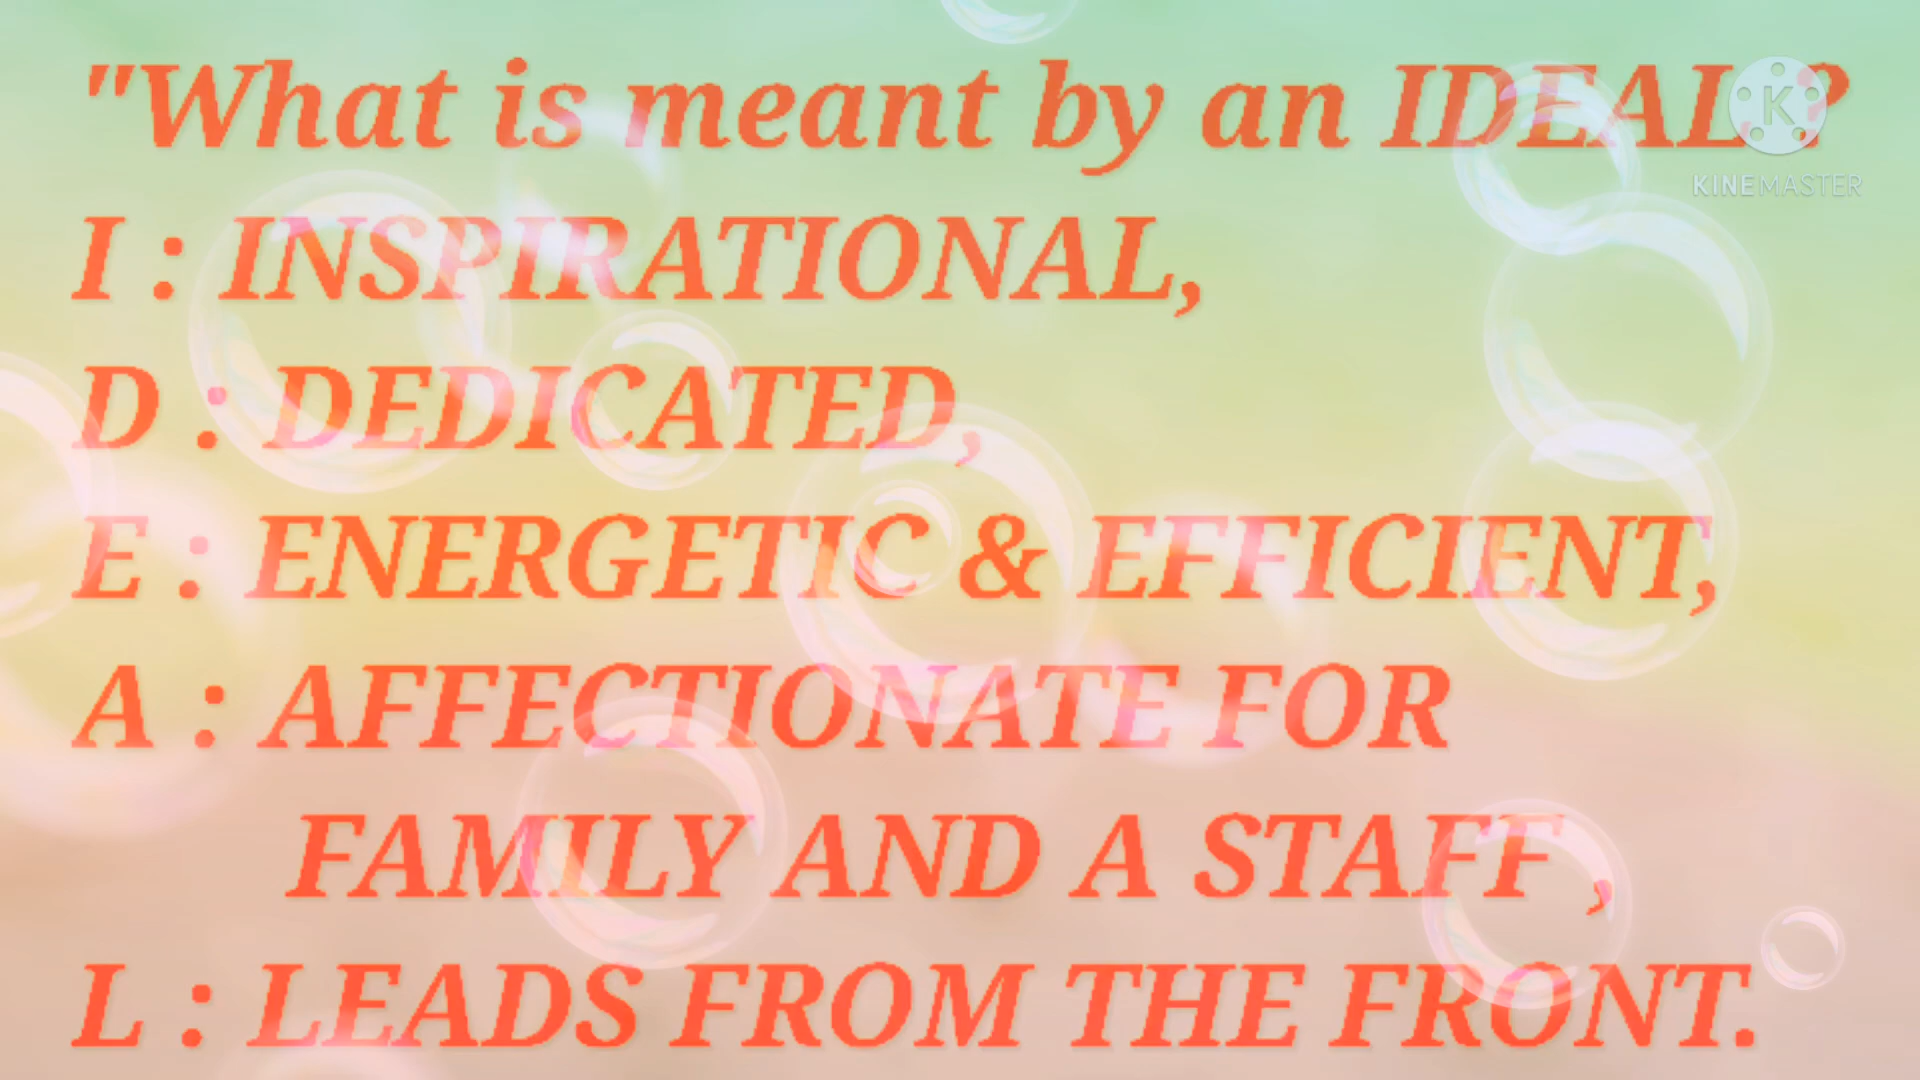 "What is meant by an IDEAL?
KINEMASTER
I : INSPIRATIONAL,
D : DEDICATED,
E : ENERGETIC & EFFICIENT,
A : AFFECTIONATE FOR
FAMILY AND A STAFF ,
L : LEADS FROM THE FRONT.